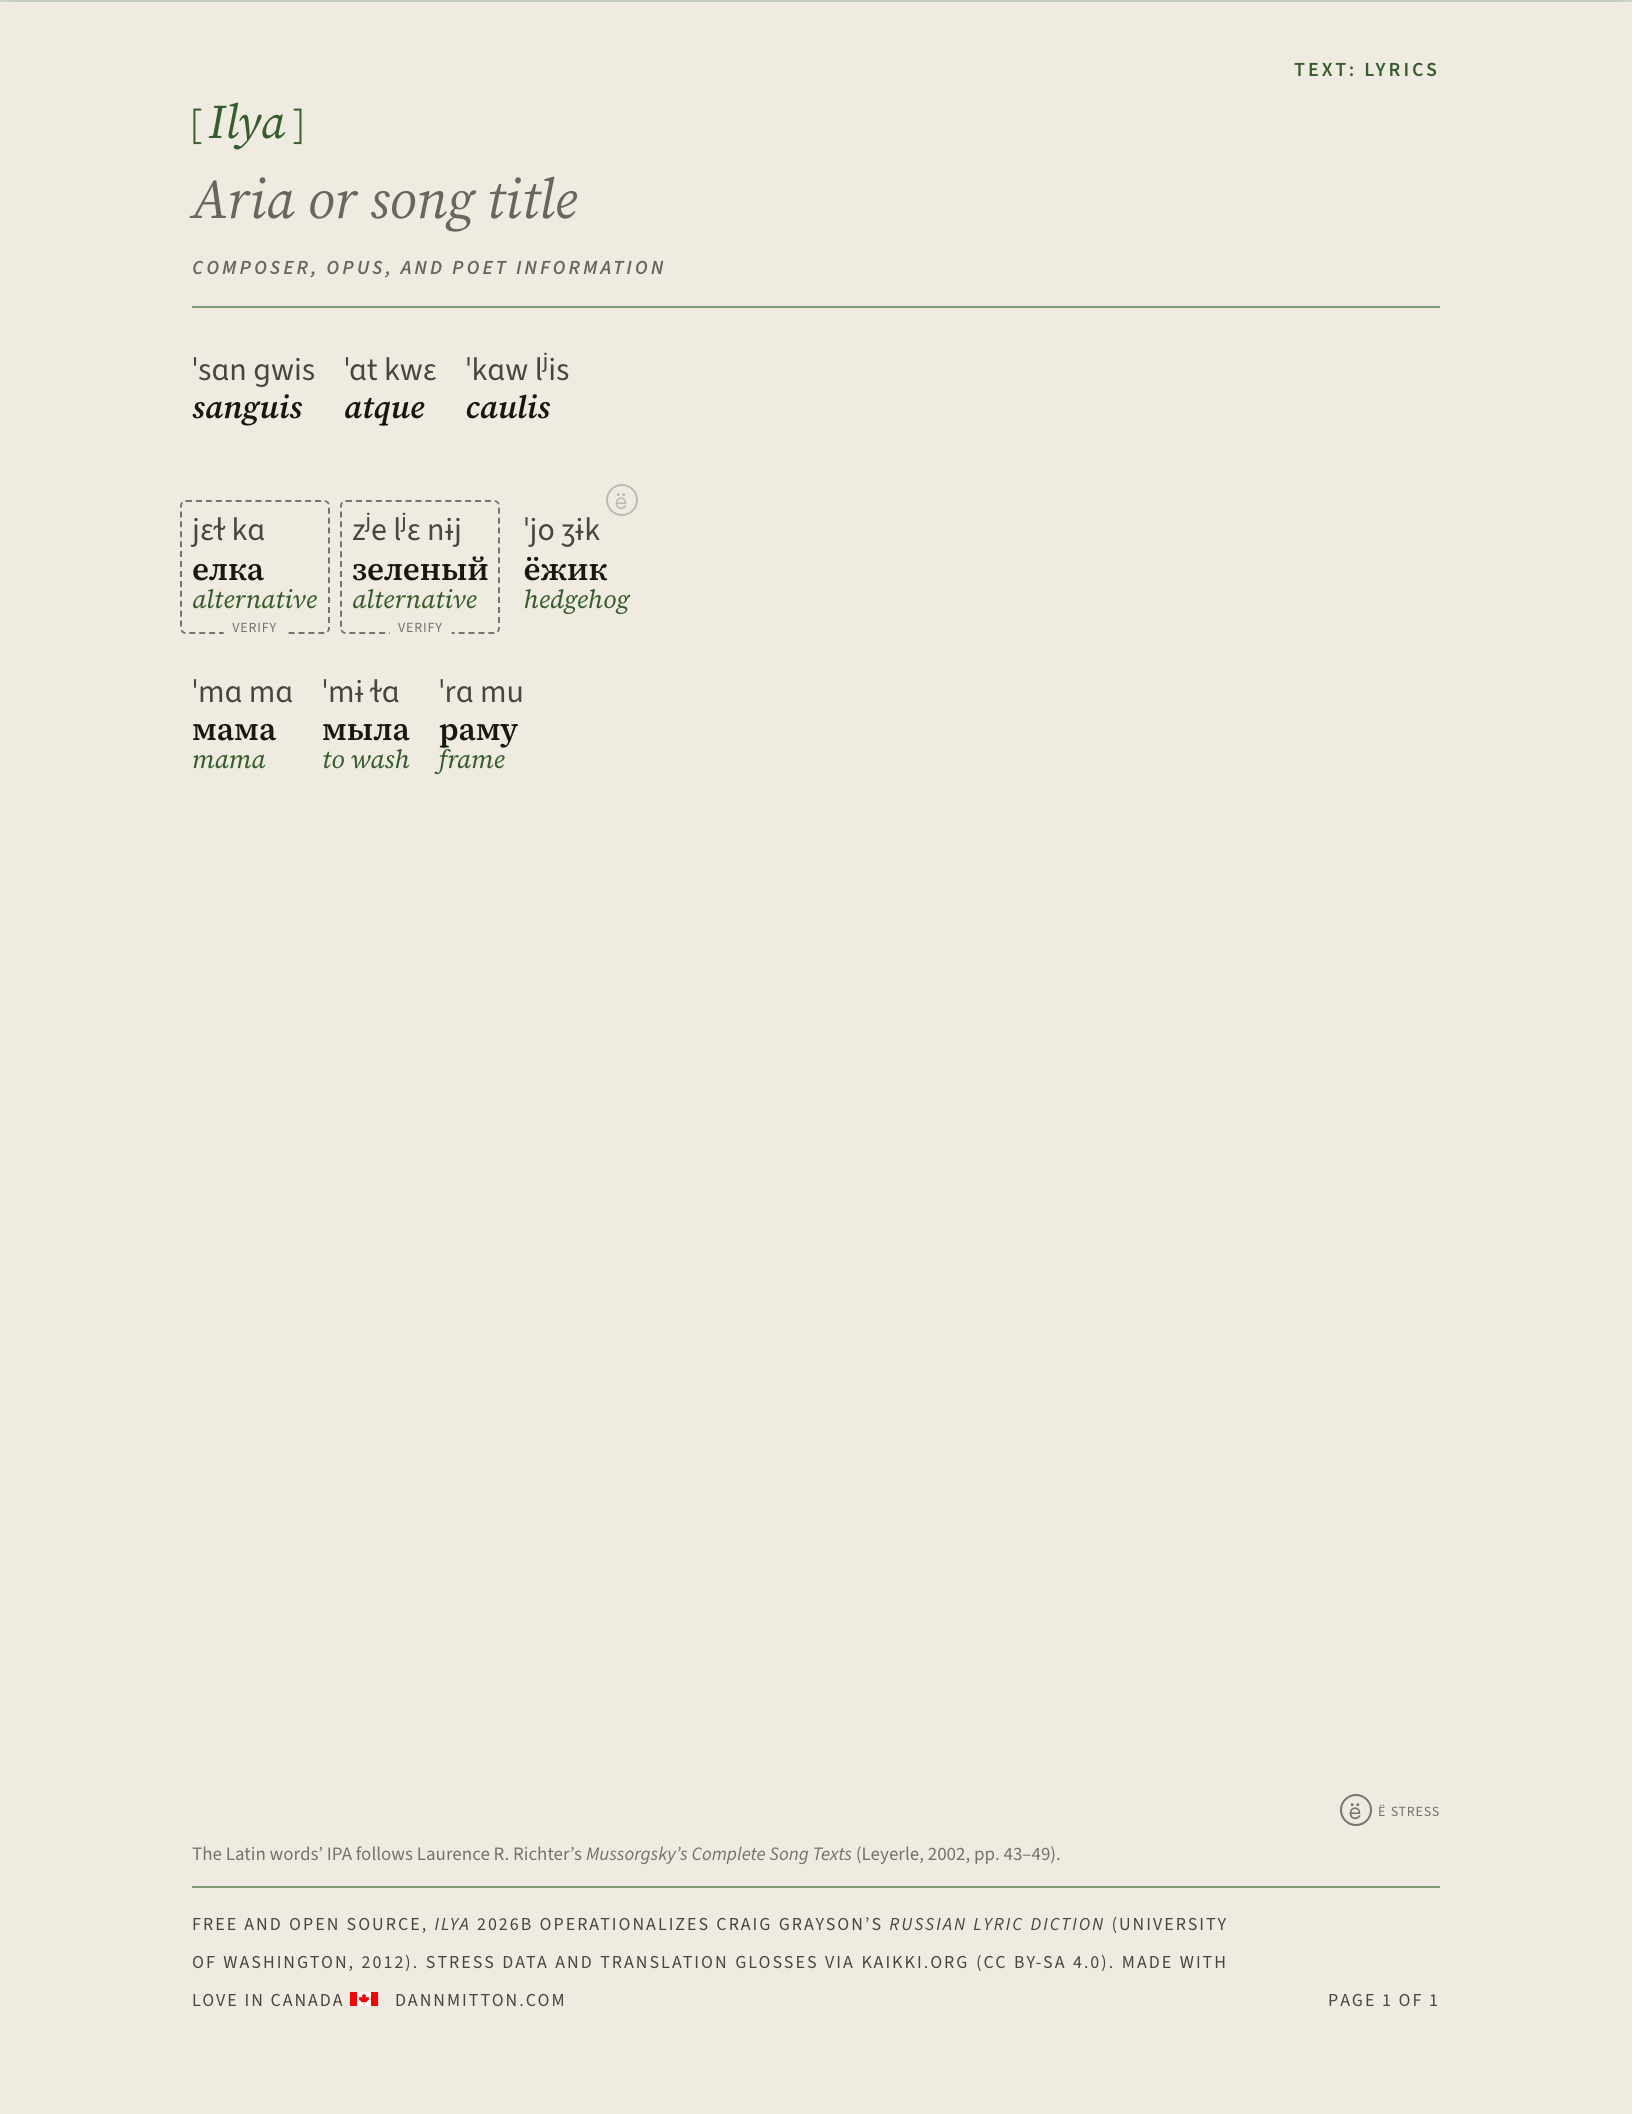 TEXT: LYRICS
[Ilya]
Aria or song title
COMPOSER, OPUS, AND POET INFORMATION
ˈsɑn gwis ˈɑt kwɛ ˈkɑw lʲis
sanguis atque caulis
ë
jɛɫ kɑ zʲe lʲɛ nɨj ˈjo ʒɨk
елка зеленый ёжик
alternative alternative hedgehog
VERIFY VERIFY
ˈmɑ mɑ ˈmɨ ɫɑ ˈrɑ mu
мама мыла раму
mama to wash frame
ë Ë STRESS
The Latin words’ IPA follows Laurence R. Richter’s Mussorgsky’s Complete Song Texts (Leyerle, 2002, pp. 43–49).
FREE AND OPEN SOURCE, ILYA 2026B OPERATIONALIZES CRAIG GRAYSON’S RUSSIAN LYRIC DICTION (UNIVERSITY
OF WASHINGTON, 2012). STRESS DATA AND TRANSLATION GLOSSES VIA KAIKKI.ORG (CC BY-SA 4.0). MADE WITH
LOVE IN CANADA 🇨🇦 DANNMITTON.COM PAGE 1 OF 1